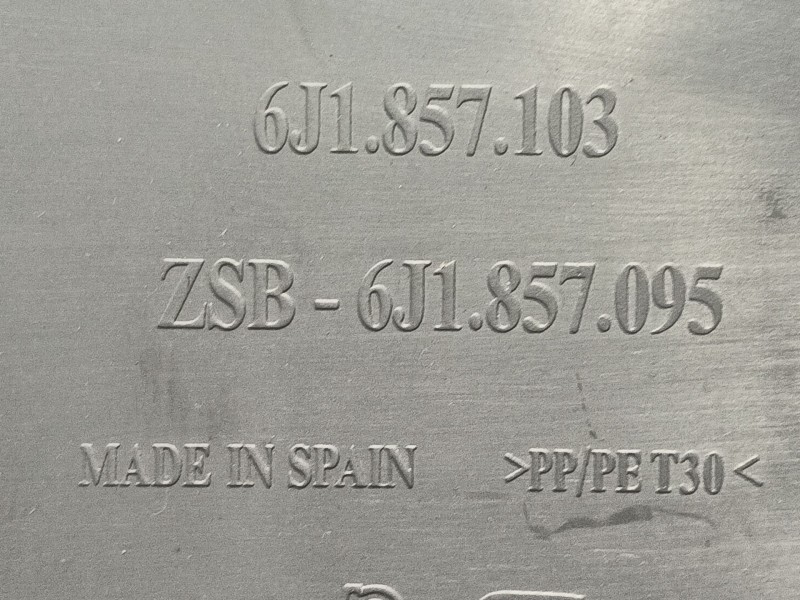 6J1.857.103
ZSB - 6J1.857.095
MADE IN SPAIN >PP/PE T30<